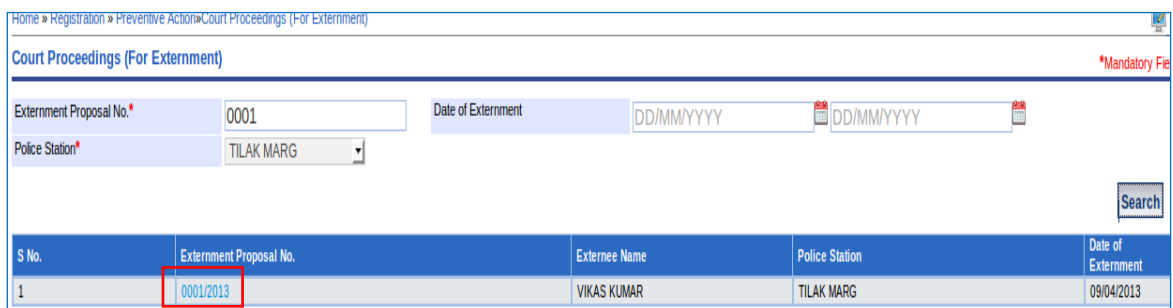 Home » Registration » Preventive Action»Court Proceedings (For Externment)
Court Proceedings (For Externment)
*Mandatory Fie
Externment Proposal No.* 0001 Date of Externment DD/MM/YYYY DD/MM/YYYY
Police Station* TILAK MARG
Search
S No. Externment Proposal No. Externee Name Police Station Date of Externment
1 0001/2013 VIKAS KUMAR TILAK MARG 09/04/2013